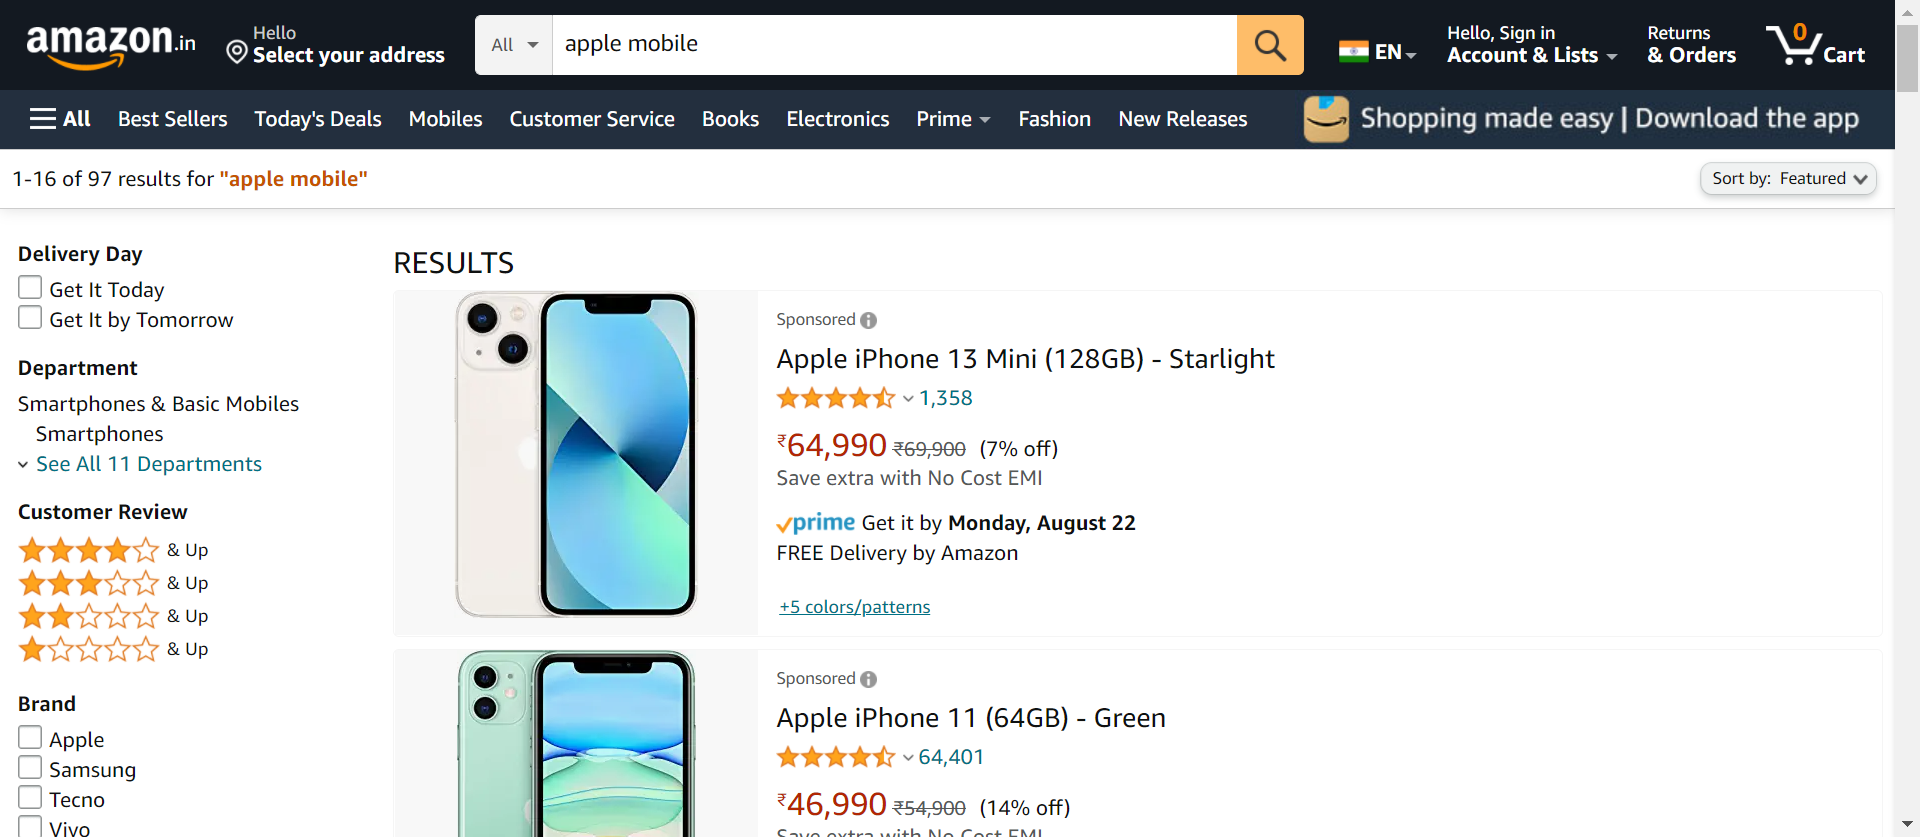 amazon.in
Hello
Select your address
All
apple mobile
EN
Hello, Sign in
Account & Lists
Returns
& Orders
0
Cart
All
Best Sellers
Today's Deals
Mobiles
Customer Service
Books
Electronics
Prime
Fashion
New Releases
Shopping made easy | Download the app
1-16 of 97 results for "apple mobile"
Sort by: Featured
Delivery Day
Get It Today
Get It by Tomorrow
Department
Smartphones & Basic Mobiles
Smartphones
See All 11 Departments
Customer Review
& Up
& Up
& Up
& Up
Brand
Apple
Samsung
Tecno
Vivo
RESULTS
Sponsored
Apple iPhone 13 Mini (128GB) - Starlight
1,358
₹64,990 ₹69,900 (7% off)
Save extra with No Cost EMI
prime Get it by Monday, August 22
FREE Delivery by Amazon
+5 colors/patterns
Sponsored
Apple iPhone 11 (64GB) - Green
64,401
₹46,990 ₹54,900 (14% off)
Save extra with No Cost EMI